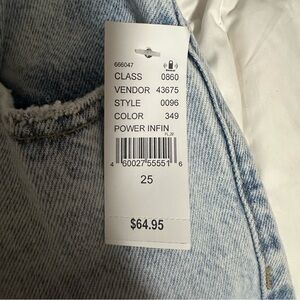 666047
CLASS 0860
VENDOR 43675
STYLE 0096
COLOR 349
POWER INFIN
4 60027 55551 6
25
$64.95